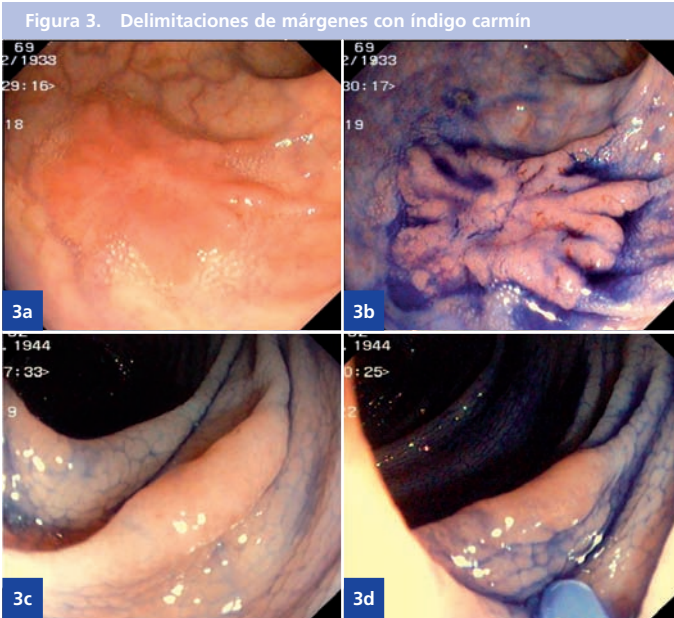 Figura 3. Delimitaciones de márgenes con índigo carmín
69
2/1933
29:16>
18
3a
69
2/1933
30:17>
19
3b
. 1944
7:33>
9
3c
. 1944
0:25>
2
3d